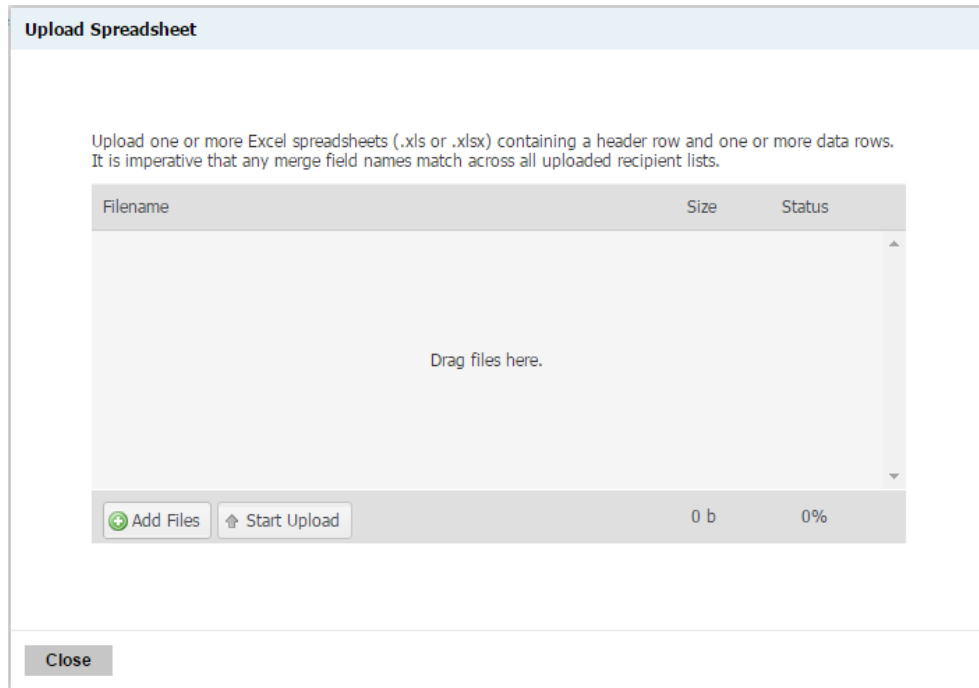 Upload Spreadsheet
Upload one or more Excel spreadsheets (.xls or .xlsx) containing a header row and one or more data rows.
It is imperative that any merge field names match across all uploaded recipient lists.
Filename Size Status
Drag files here.
Add Files Start Upload 0 b 0%
Close